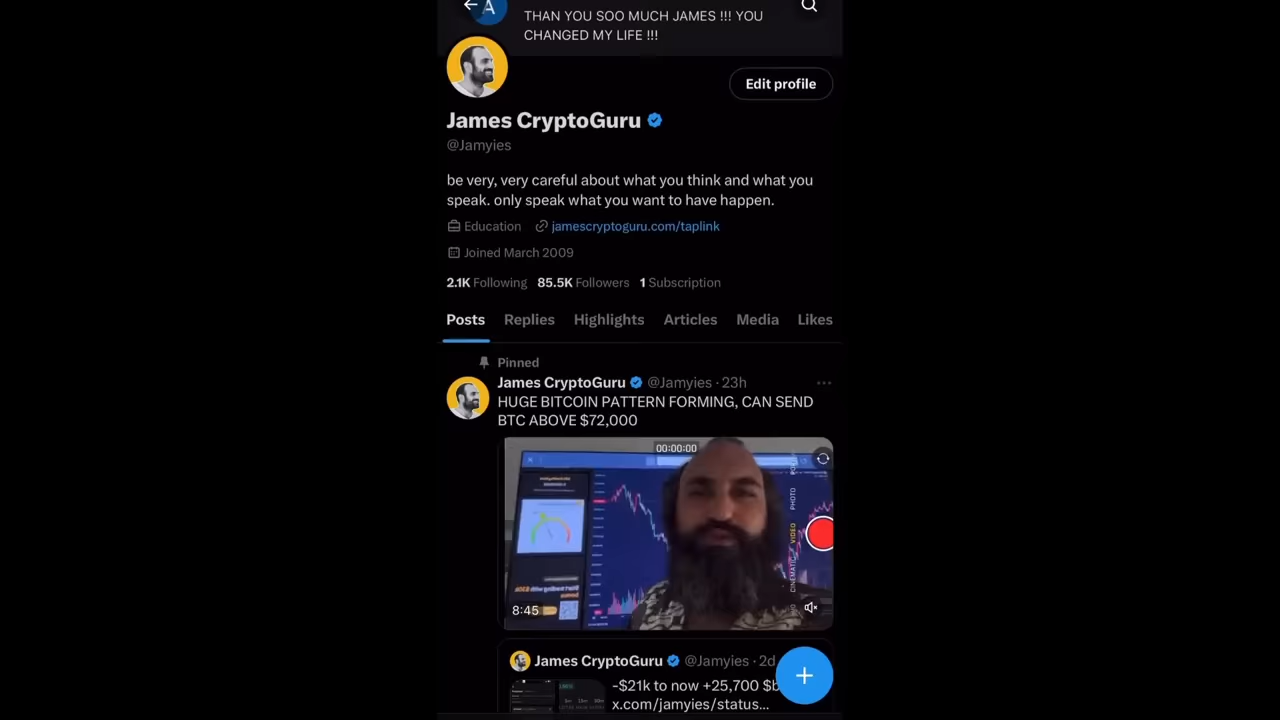 THAN YOU SOO MUCH JAMES !!! YOU
CHANGED MY LIFE !!!
Edit profile
James CryptoGuru
@Jamyies
be very, very careful about what you think and what you
speak. only speak what you want to have happen.
Education jamescryptoguru.com/taplink
Joined March 2009
2.1K Following 85.5K Followers 1 Subscription
Posts Replies Highlights Articles Media Likes
Pinned
James CryptoGuru @Jamyies · 23h
HUGE BITCOIN PATTERN FORMING, CAN SEND
BTC ABOVE $72,000
00:00:00
PHOTO
VIDEO
CINEMATIC
8:45
James CryptoGuru @Jamyies · 2d
-$21k to now +25,700 $b
x.com/jamyies/status...